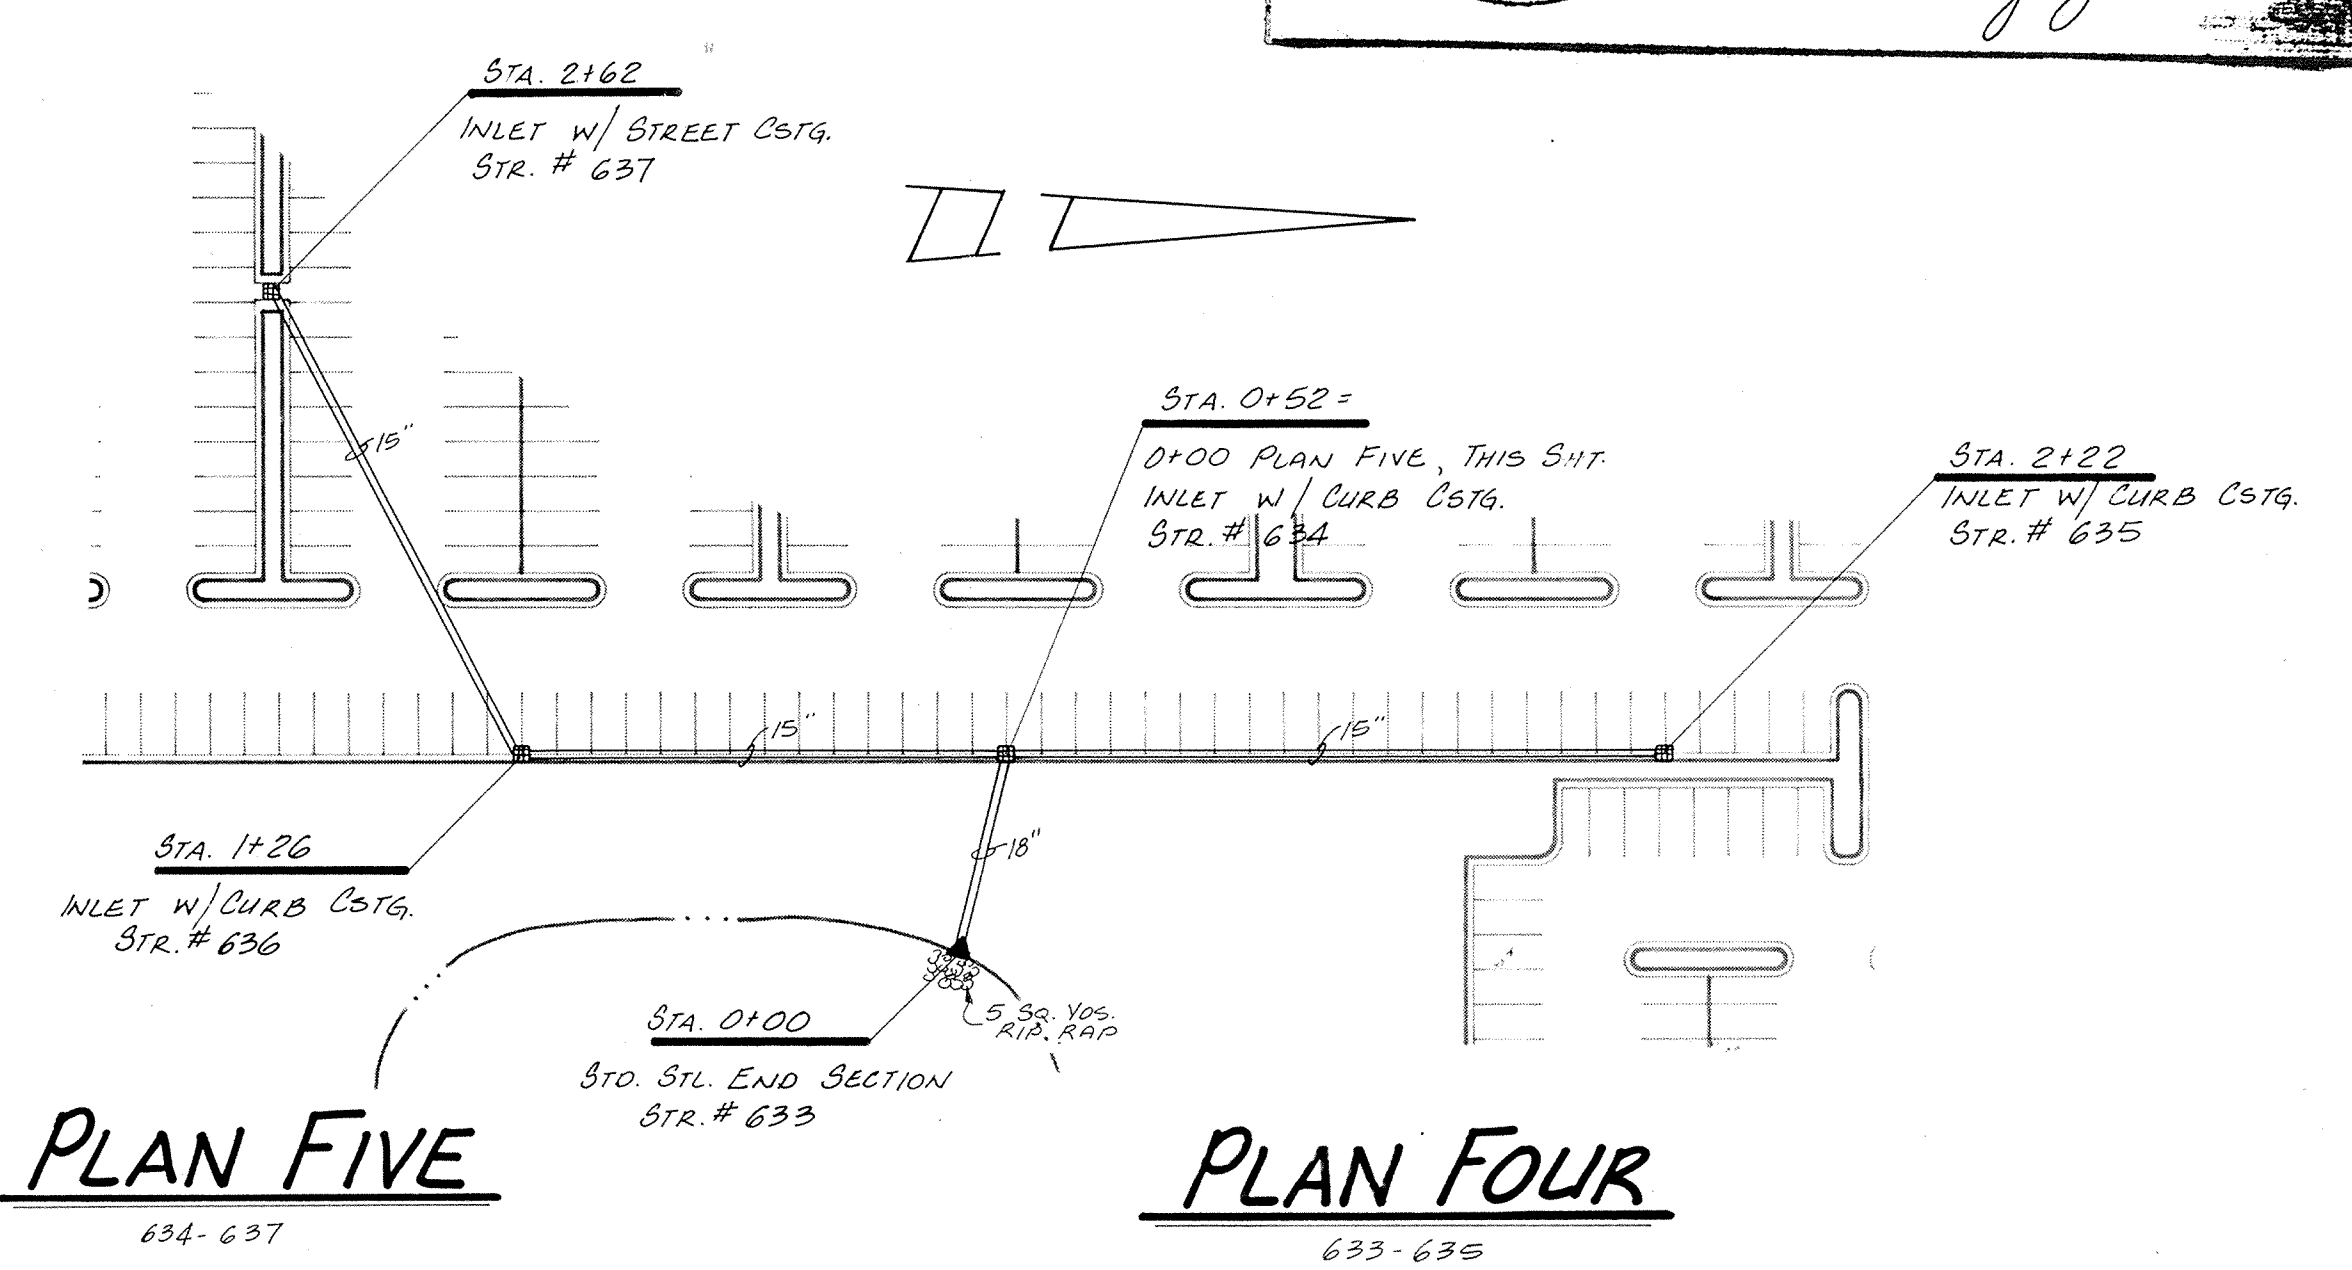 STA. 2+62
INLET W/ STREET CSTG.
STR. # 637
STA. 0+52 =
0+00 PLAN FIVE, THIS SHT.
INLET W/ CURB CSTG.
STR. # 634
STA. 2+22
INLET W/ CURB CSTG.
STR. # 635
15"
15"
15"
18"
STA. 1+26
INLET W/ CURB CSTG.
STR. # 636
STA. 0+00
STD. STL. END SECTION
STR. # 633
5 SQ. YDS.
RIP. RAP
PLAN FIVE
634-637
PLAN FOUR
633-635